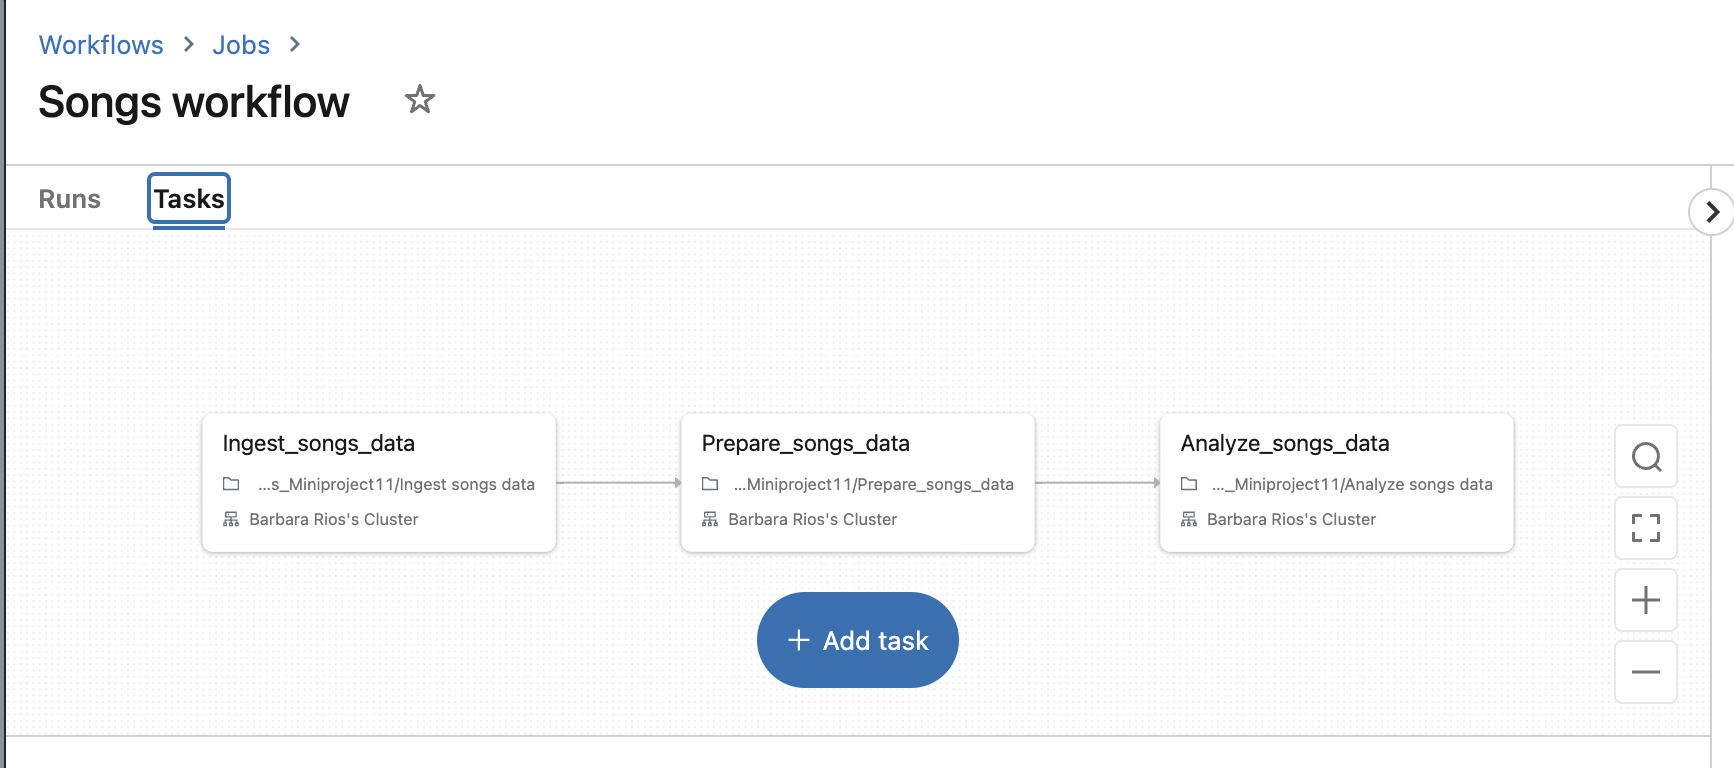 Workflows > Jobs >
Songs workflow
Runs Tasks
Ingest_songs_data
...s_Miniproject11/Ingest songs data
Barbara Rios's Cluster
Prepare_songs_data
...Miniproject11/Prepare_songs_data
Barbara Rios's Cluster
Analyze_songs_data
..._Miniproject11/Analyze songs data
Barbara Rios's Cluster
+ Add task